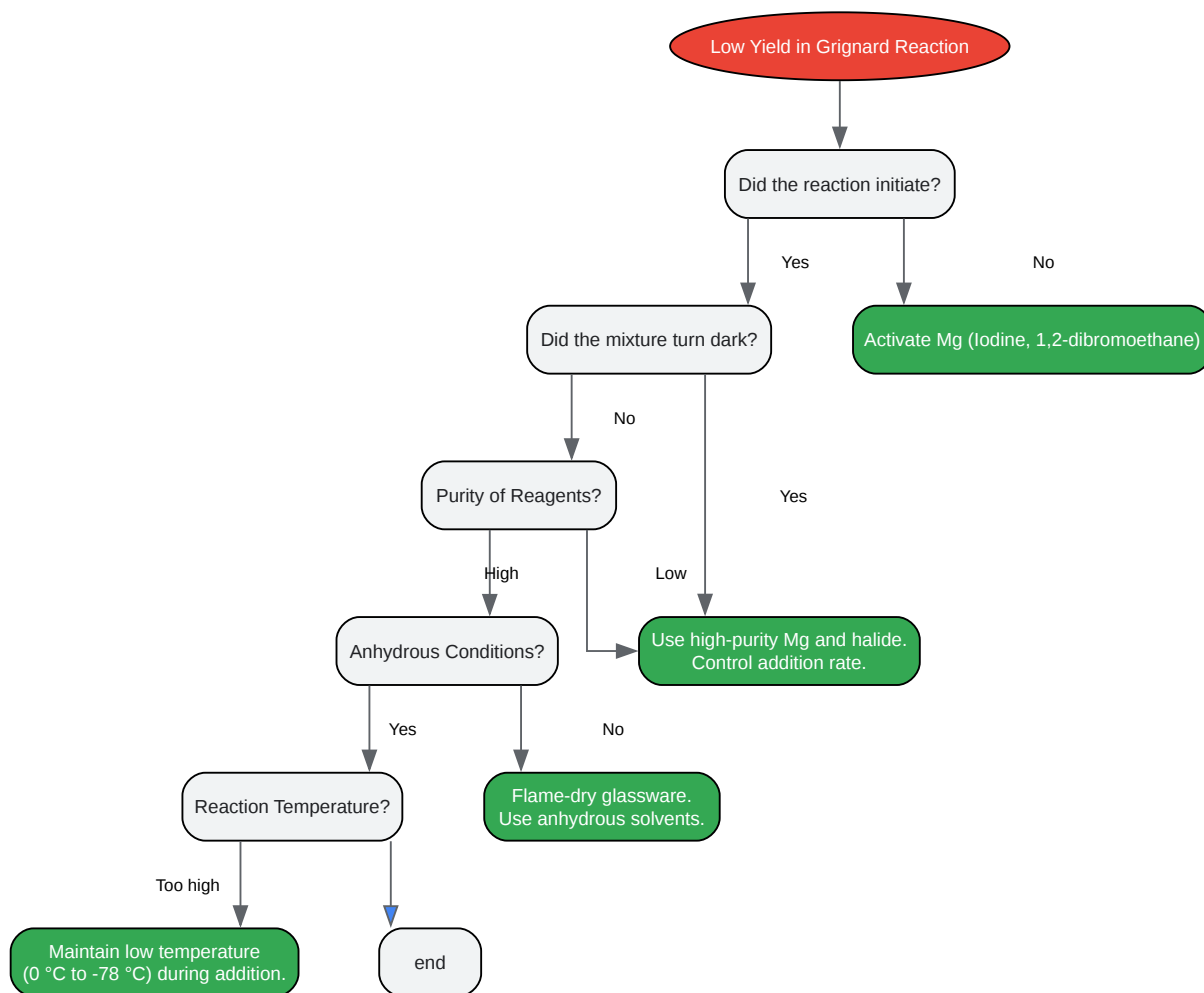 Low Yield in Grignard Reaction
Did the reaction initiate?
Yes
No
Did the mixture turn dark?
Activate Mg (Iodine, 1,2-dibromoethane)
No
Purity of Reagents?
Yes
High
Low
Anhydrous Conditions?
Use high-purity Mg and halide.
Control addition rate.
Yes
No
Reaction Temperature?
Flame-dry glassware.
Use anhydrous solvents.
Too high
Maintain low temperature
(0 °C to -78 °C) during addition.
end